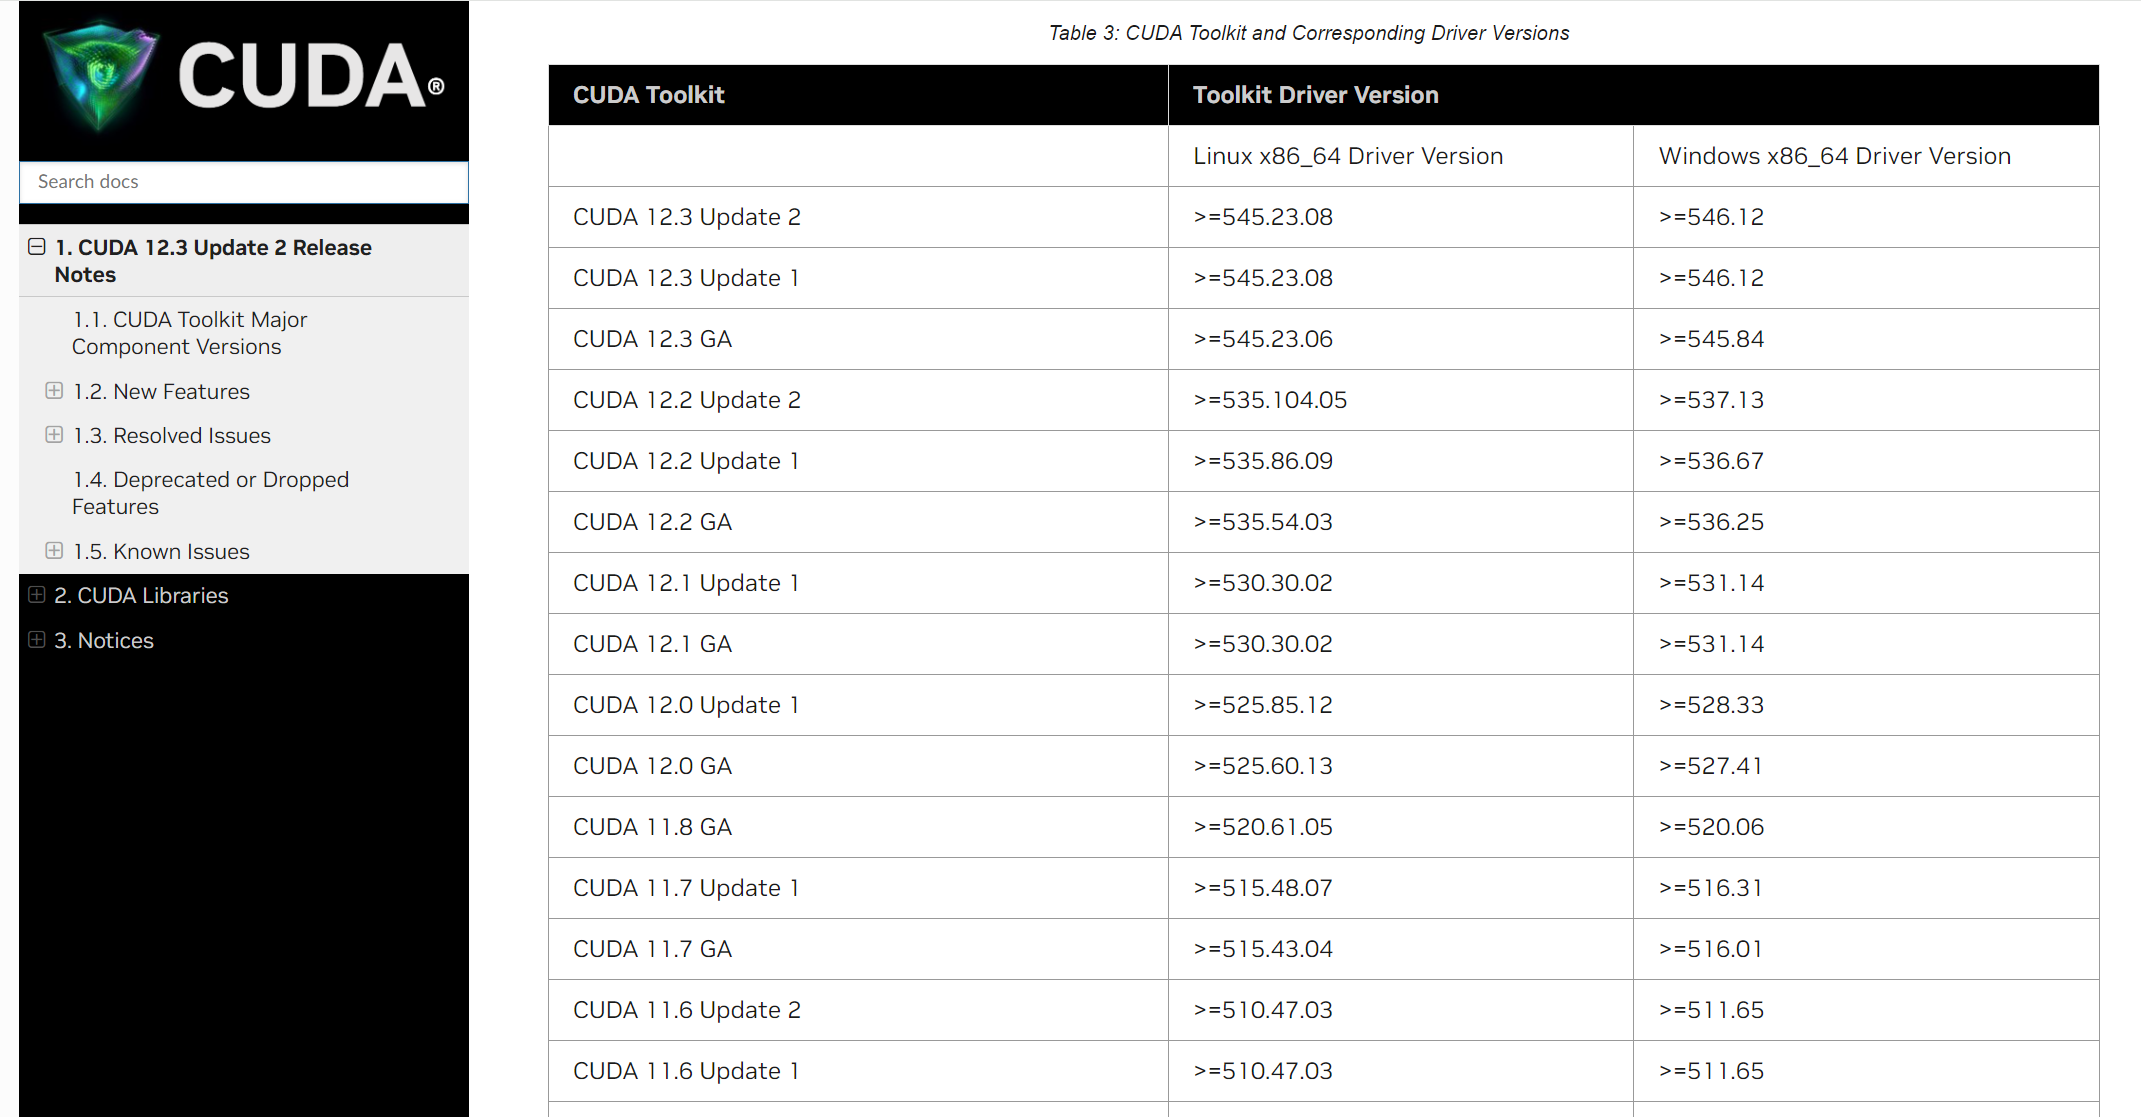 CUDA®
Search docs
1. CUDA 12.3 Update 2 Release
Notes
1.1. CUDA Toolkit Major
Component Versions
1.2. New Features
1.3. Resolved Issues
1.4. Deprecated or Dropped
Features
1.5. Known Issues
2. CUDA Libraries
3. Notices
Table 3: CUDA Toolkit and Corresponding Driver Versions
CUDA Toolkit Toolkit Driver Version
Linux x86_64 Driver Version Windows x86_64 Driver Version
CUDA 12.3 Update 2 >=545.23.08 >=546.12
CUDA 12.3 Update 1 >=545.23.08 >=546.12
CUDA 12.3 GA >=545.23.06 >=545.84
CUDA 12.2 Update 2 >=535.104.05 >=537.13
CUDA 12.2 Update 1 >=535.86.09 >=536.67
CUDA 12.2 GA >=535.54.03 >=536.25
CUDA 12.1 Update 1 >=530.30.02 >=531.14
CUDA 12.1 GA >=530.30.02 >=531.14
CUDA 12.0 Update 1 >=525.85.12 >=528.33
CUDA 12.0 GA >=525.60.13 >=527.41
CUDA 11.8 GA >=520.61.05 >=520.06
CUDA 11.7 Update 1 >=515.48.07 >=516.31
CUDA 11.7 GA >=515.43.04 >=516.01
CUDA 11.6 Update 2 >=510.47.03 >=511.65
CUDA 11.6 Update 1 >=510.47.03 >=511.65